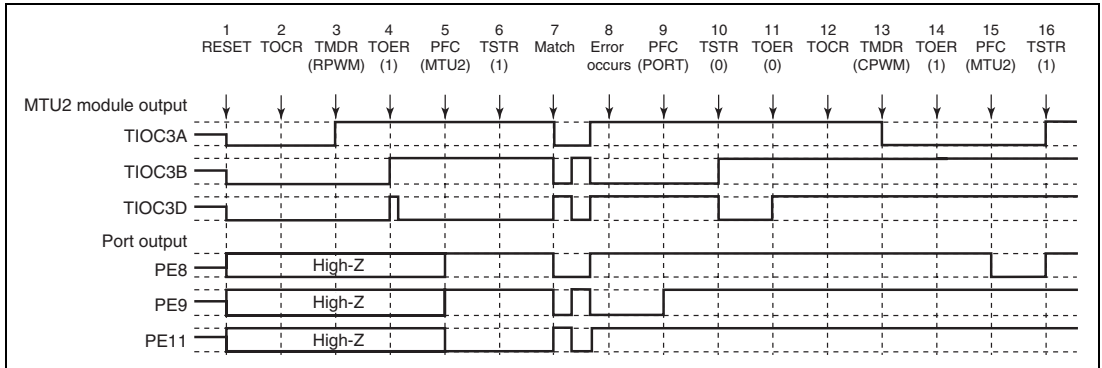 1 2 3 4 5 6 7 8 9 10 11 12 13 14 15 16
RESET TOCR TMDR TOER PFC TSTR Match Error PFC TSTR TOER TOCR TMDR TOER PFC TSTR
(RPWM) (1) (MTU2) (1) occurs (PORT) (0) (0) (CPWM) (1) (MTU2) (1)
MTU2 module output
TIOC3A
TIOC3B
TIOC3D
Port output
PE8 High-Z
PE9 High-Z
PE11 High-Z